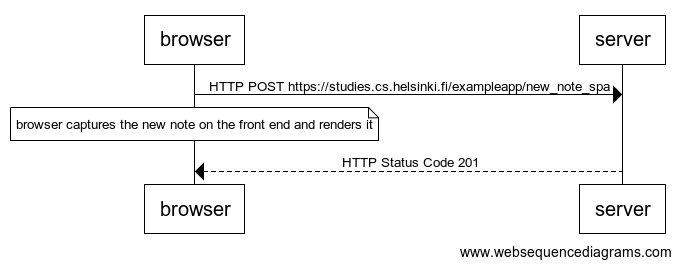 browser
server
HTTP POST https://studies.cs.helsinki.fi/exampleapp/new_note_spa
browser captures the new note on the front end and renders it
HTTP Status Code 201
browser
server
www.websequencediagrams.com